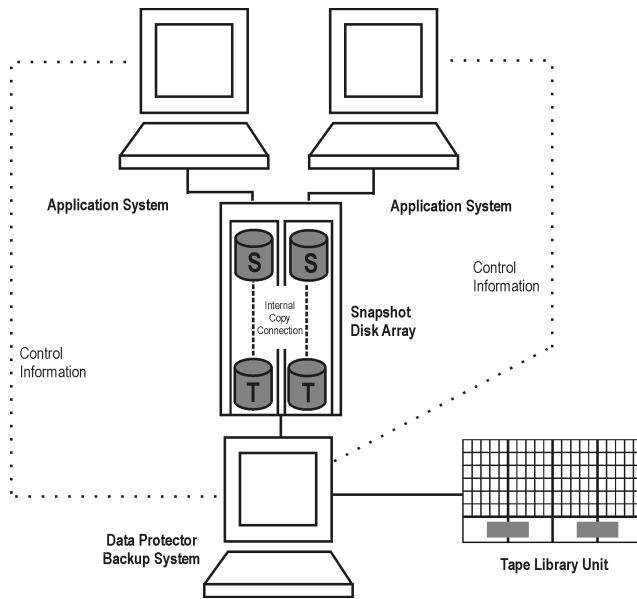 Application System
Application System
S
S
Internal
Copy
Connection
Snapshot
Disk Array
Control
Information
Control
Information
T
T
Data Protector
Backup System
Tape Library Unit